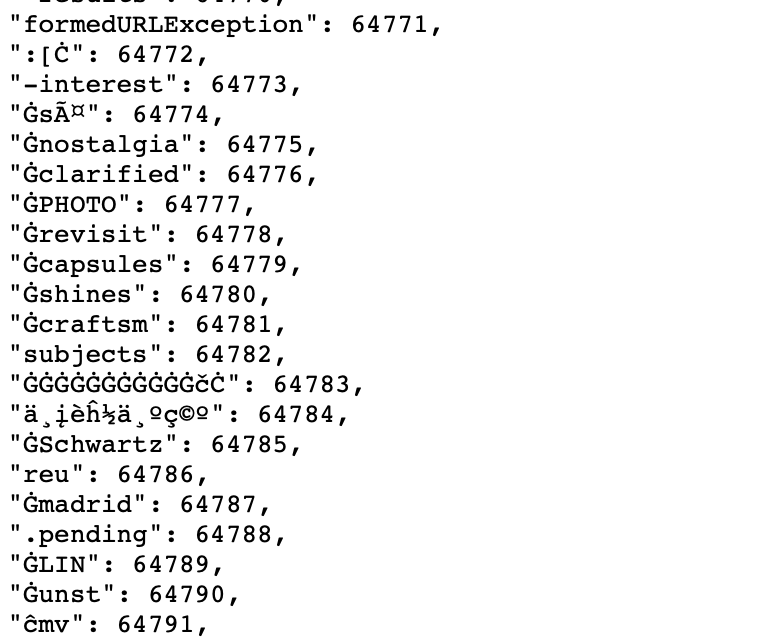 "formedURLException": 64771,
":[Ċ": 64772,
"-interest": 64773,
"ĠsÃ¤": 64774,
"Ġnostalgia": 64775,
"Ġclarified": 64776,
"ĠPHOTO": 64777,
"Ġrevisit": 64778,
"Ġcapsules": 64779,
"Ġshines": 64780,
"Ġcraftsm": 64781,
"subjects": 64782,
"ĠĠĠĠĠĠĠĠĠĠĠčĊ": 64783,
"ä¸įèĥ½ä¸ºç©º": 64784,
"ĠSchwartz": 64785,
"reu": 64786,
"Ġmadrid": 64787,
".pending": 64788,
"ĠLIN": 64789,
"Ġunst": 64790,
"ĉmv": 64791,